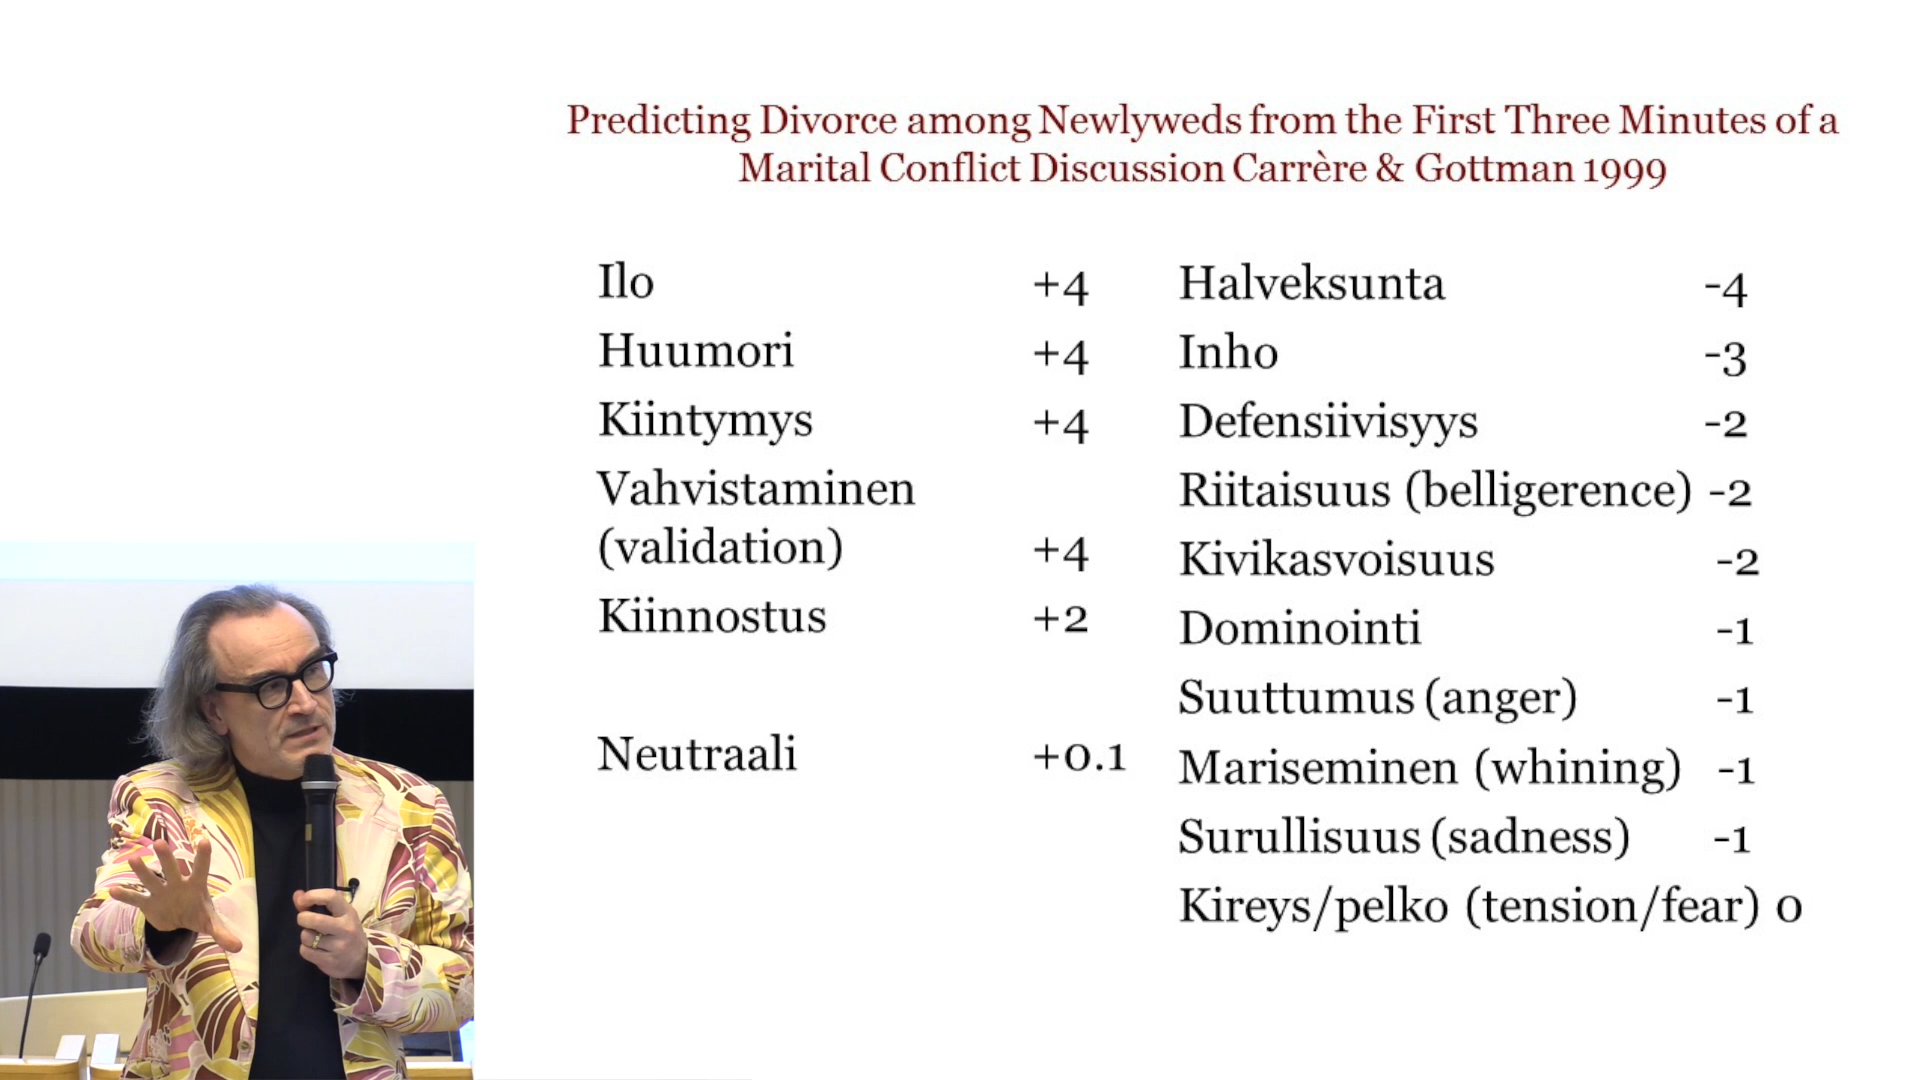 Predicting Divorce among Newlyweds from the First Three Minutes of a
Marital Conflict Discussion Carrère & Gottman 1999
Ilo +4
Huumori +4
Kiintymys +4
Vahvistaminen
(validation) +4
Kiinnostus +2
Neutraali +0.1
Halveksunta -4
Inho -3
Defensiivisyys -2
Riitaisuus (belligerence) -2
Kivikasvoisuus -2
Dominointi -1
Suuttumus (anger) -1
Mariseminen (whining) -1
Surullisuus (sadness) -1
Kireys/pelko (tension/fear) 0